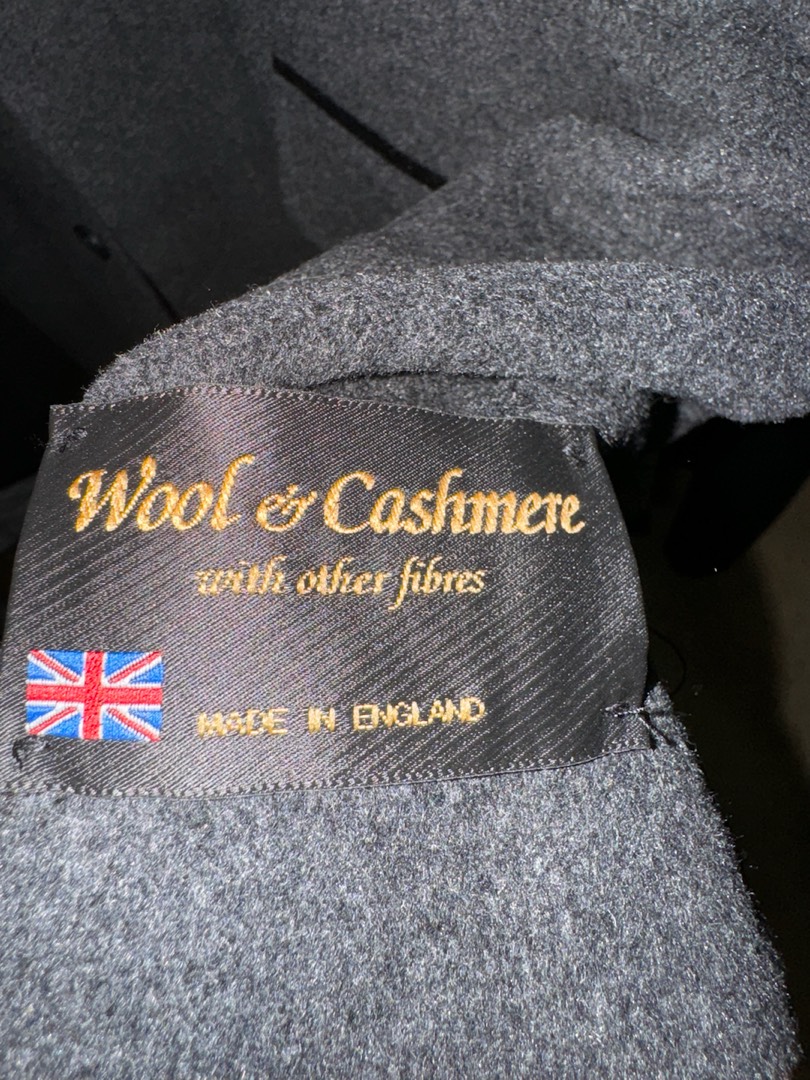 Wool & Cashmere
with other fibres
MADE IN ENGLAND